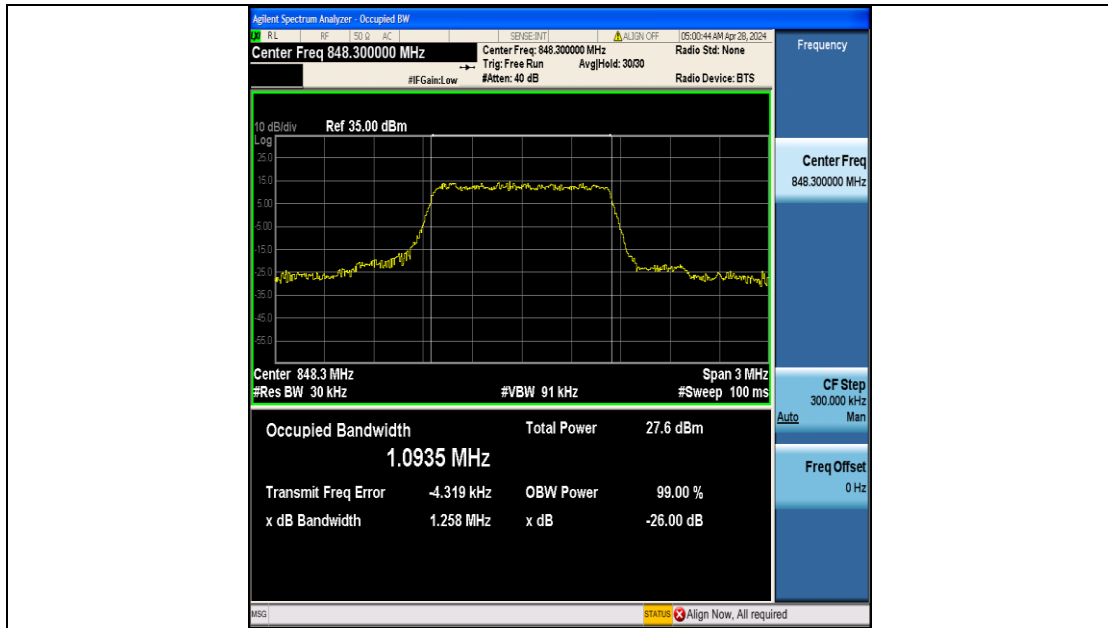 Agilent Spectrum Analyzer - Occupied BW
RL RF 50 Ω AC SENSE:INT ALIGN OFF 05:00:44 AM Apr 28, 2024
Center Freq 848.300000 MHz
Center Freq: 848.300000 MHz
Radio Std: None
Trig: Free Run Avg|Hold: 30/30
#IFGain:Low #Atten: 40 dB Radio Device: BTS
Frequency
10 dB/div Ref 35.00 dBm
Log
25.0
15.0
5.00
-5.00
-15.0
-25.0
-35.0
-45.0
-55.0
Center Freq
848.300000 MHz
Center 848.3 MHz Span 3 MHz
#Res BW 30 kHz #VBW 91 kHz #Sweep 100 ms
CF Step
300.000 kHz
Auto Man
Freq Offset
0 Hz
Occupied Bandwidth Total Power 27.6 dBm
1.0935 MHz
Transmit Freq Error -4.319 kHz OBW Power 99.00 %
x dB Bandwidth 1.258 MHz x dB -26.00 dB
MSG STATUS Align Now, All required